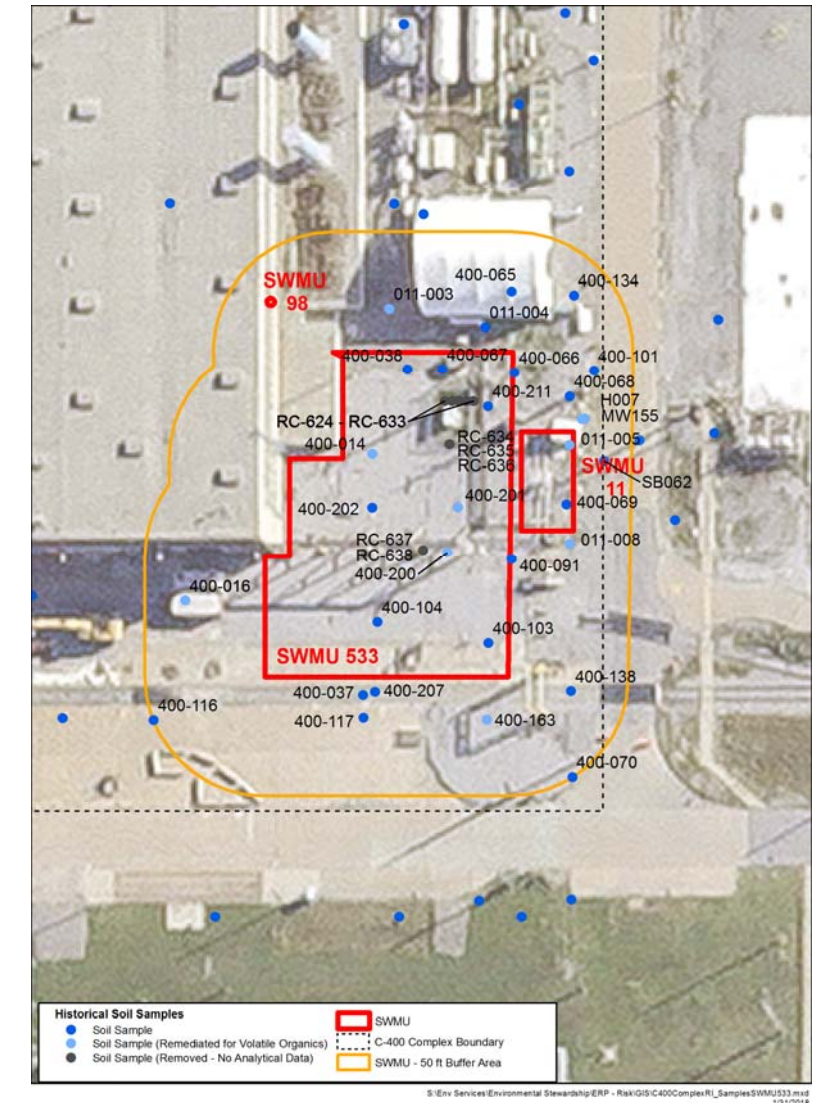 SWMU
98
011-003
400-065
400-134
011-004
400-038
400-067
400-066
400-101
400-068
400-211
H007
MW155
RC-624 - RC-633
400-014
RC-634
RC-635
RC-636
011-005
SWMU
11
SB062
400-202
400-201
400-069
RC-637
RC-638
400-200
400-091
011-008
400-016
400-104
400-103
SWMU 533
400-037
400-207
400-138
400-116
400-117
400-163
400-070
Historical Soil Samples
Soil Sample
Soil Sample (Remediated for Volatile Organics)
Soil Sample (Removed - No Analytical Data)
SWMU
C-400 Complex Boundary
SWMU - 50 ft Buffer Area
S:\Env Services\Environmental Stewardship\ERP - Risk\GIS\C400ComplexRI_SamplesSWMU533.mxd
1/31/2018